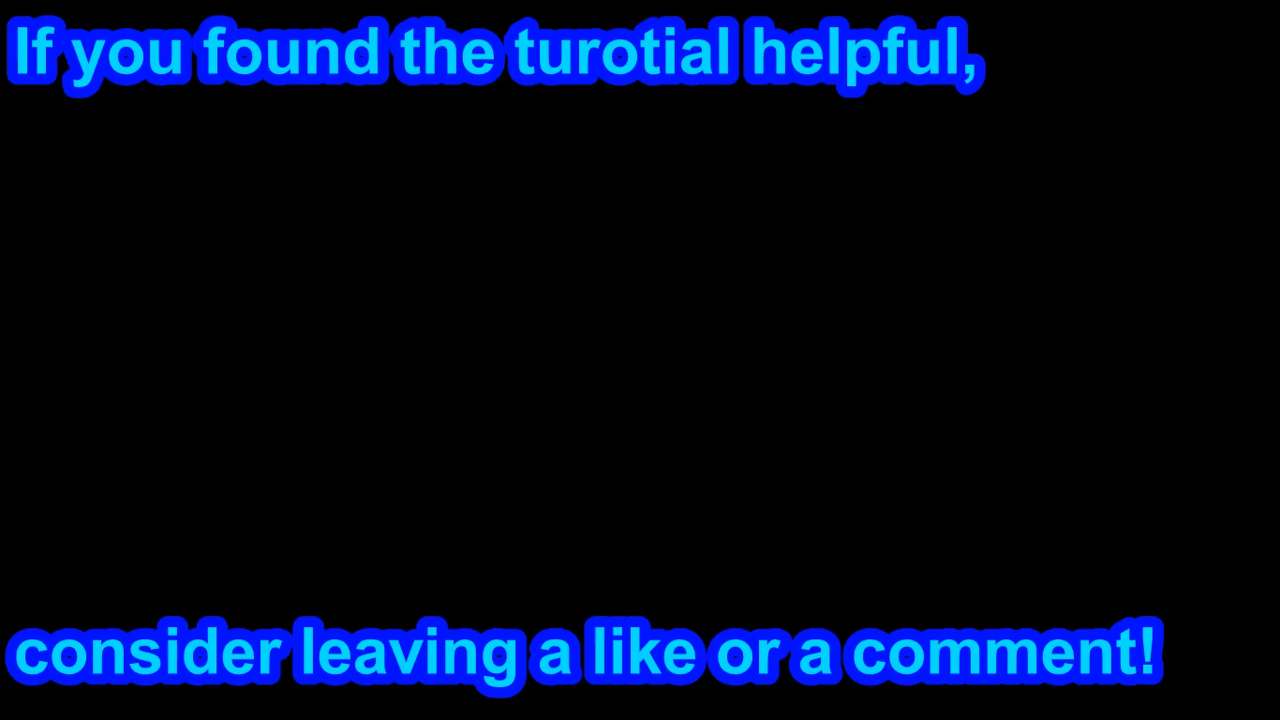 If you found the turotial helpful,
consider leaving a like or a comment!